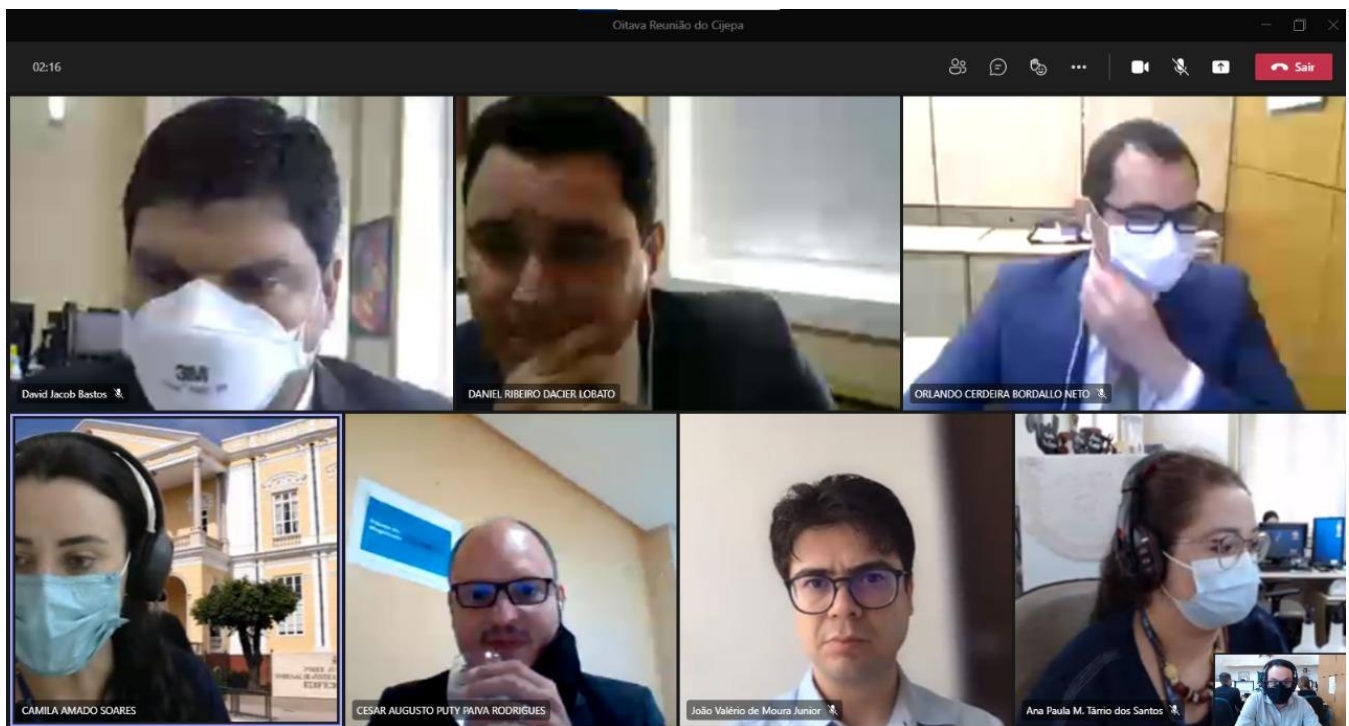 Oitava Reunião do Cijepa
02:16
Sair
3M
David Jacob Bastos
DANIEL RIBEIRO DACIER LOBATO
ORLANDO CERDEIRA BORDALLO NETO
CAMILA AMADO SOARES
CESAR AUGUSTO PUTY PAIVA RODRIGUES
João Valério de Moura Junior
Ana Paula M. Tárrio dos Santos